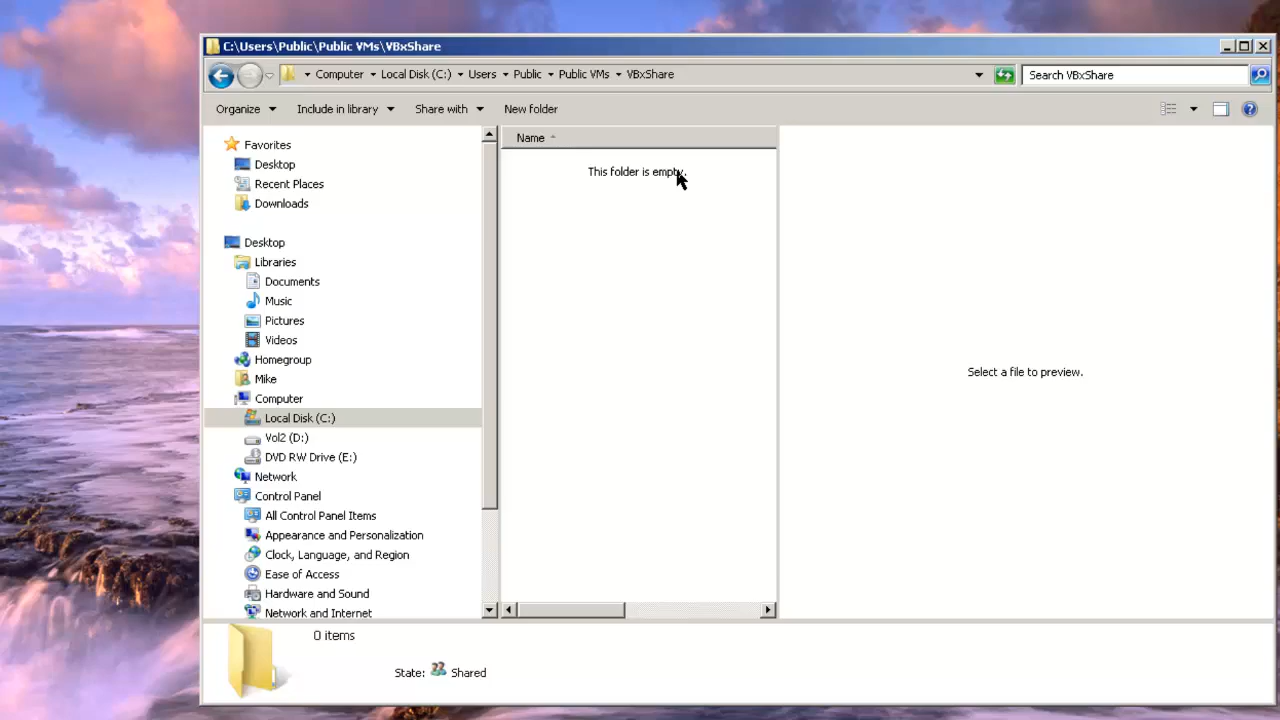 C:\Users\Public\Public VMs\VBxShare
Computer Local Disk (C:) Users Public Public VMs VBxShare
Search VBxShare
Organize Include in library Share with New folder
Favorites
Desktop
Recent Places
Downloads
Desktop
Libraries
Documents
Music
Pictures
Videos
Homegroup
Mike
Computer
Local Disk (C:)
Vol2 (D:)
DVD RW Drive (E:)
Network
Control Panel
All Control Panel Items
Appearance and Personalization
Clock, Language, and Region
Ease of Access
Hardware and Sound
Network and Internet
Name
This folder is empty.
Select a file to preview.
0 items
State: Shared